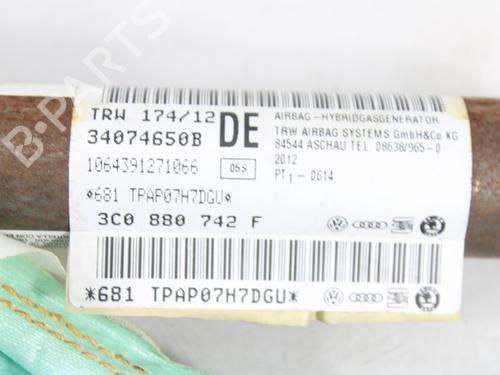 B-PARTS
TRW 174/12
34074650B
DE
1064391271066
05S
*681 TPAP07H7DGU*
3C0 880 742 F
*681 TPAP07H7DGU*
AIRBAG-HYBRIDGASGENERATOR
TRW AIRBAG SYSTEMS GmbH&Co KG
84544 ASCHAU TEL 08638/965-0
2012
PT1-0614